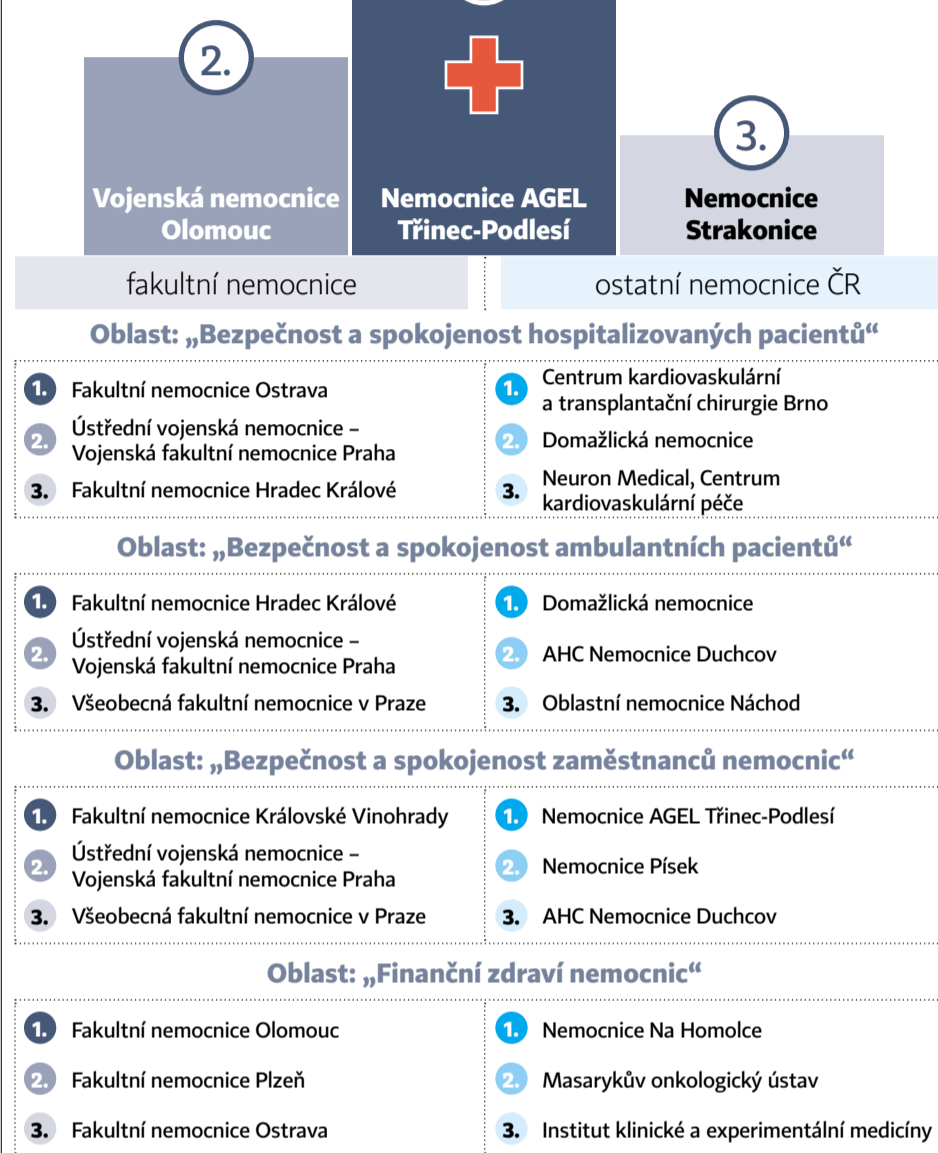 2.
3.
Vojenská nemocnice
Olomouc
Nemocnice AGEL
Třinec-Podlesí
Nemocnice
Strakonice
fakultní nemocnice
ostatní nemocnice ČR
Oblast: „Bezpečnost a spokojenost hospitalizovaných pacientů“
1. Fakultní nemocnice Ostrava
2. Ústřední vojenská nemocnice –
Vojenská fakultní nemocnice Praha
3. Fakultní nemocnice Hradec Králové
1. Centrum kardiovaskulární
a transplantační chirurgie Brno
2. Domažlická nemocnice
3. Neuron Medical, Centrum
kardiovaskulární péče
Oblast: „Bezpečnost a spokojenost ambulantních pacientů“
1. Fakultní nemocnice Hradec Králové
2. Ústřední vojenská nemocnice –
Vojenská fakultní nemocnice Praha
3. Všeobecná fakultní nemocnice v Praze
1. Domažlická nemocnice
2. AHC Nemocnice Duchcov
3. Oblastní nemocnice Náchod
Oblast: „Bezpečnost a spokojenost zaměstnanců nemocnic“
1. Fakultní nemocnice Královské Vinohrady
2. Ústřední vojenská nemocnice –
Vojenská fakultní nemocnice Praha
3. Všeobecná fakultní nemocnice v Praze
1. Nemocnice AGEL Třinec-Podlesí
2. Nemocnice Písek
3. AHC Nemocnice Duchcov
Oblast: „Finanční zdraví nemocnic“
1. Fakultní nemocnice Olomouc
2. Fakultní nemocnice Plzeň
3. Fakultní nemocnice Ostrava
1. Nemocnice Na Homolce
2. Masarykův onkologický ústav
3. Institut klinické a experimentální medicíny